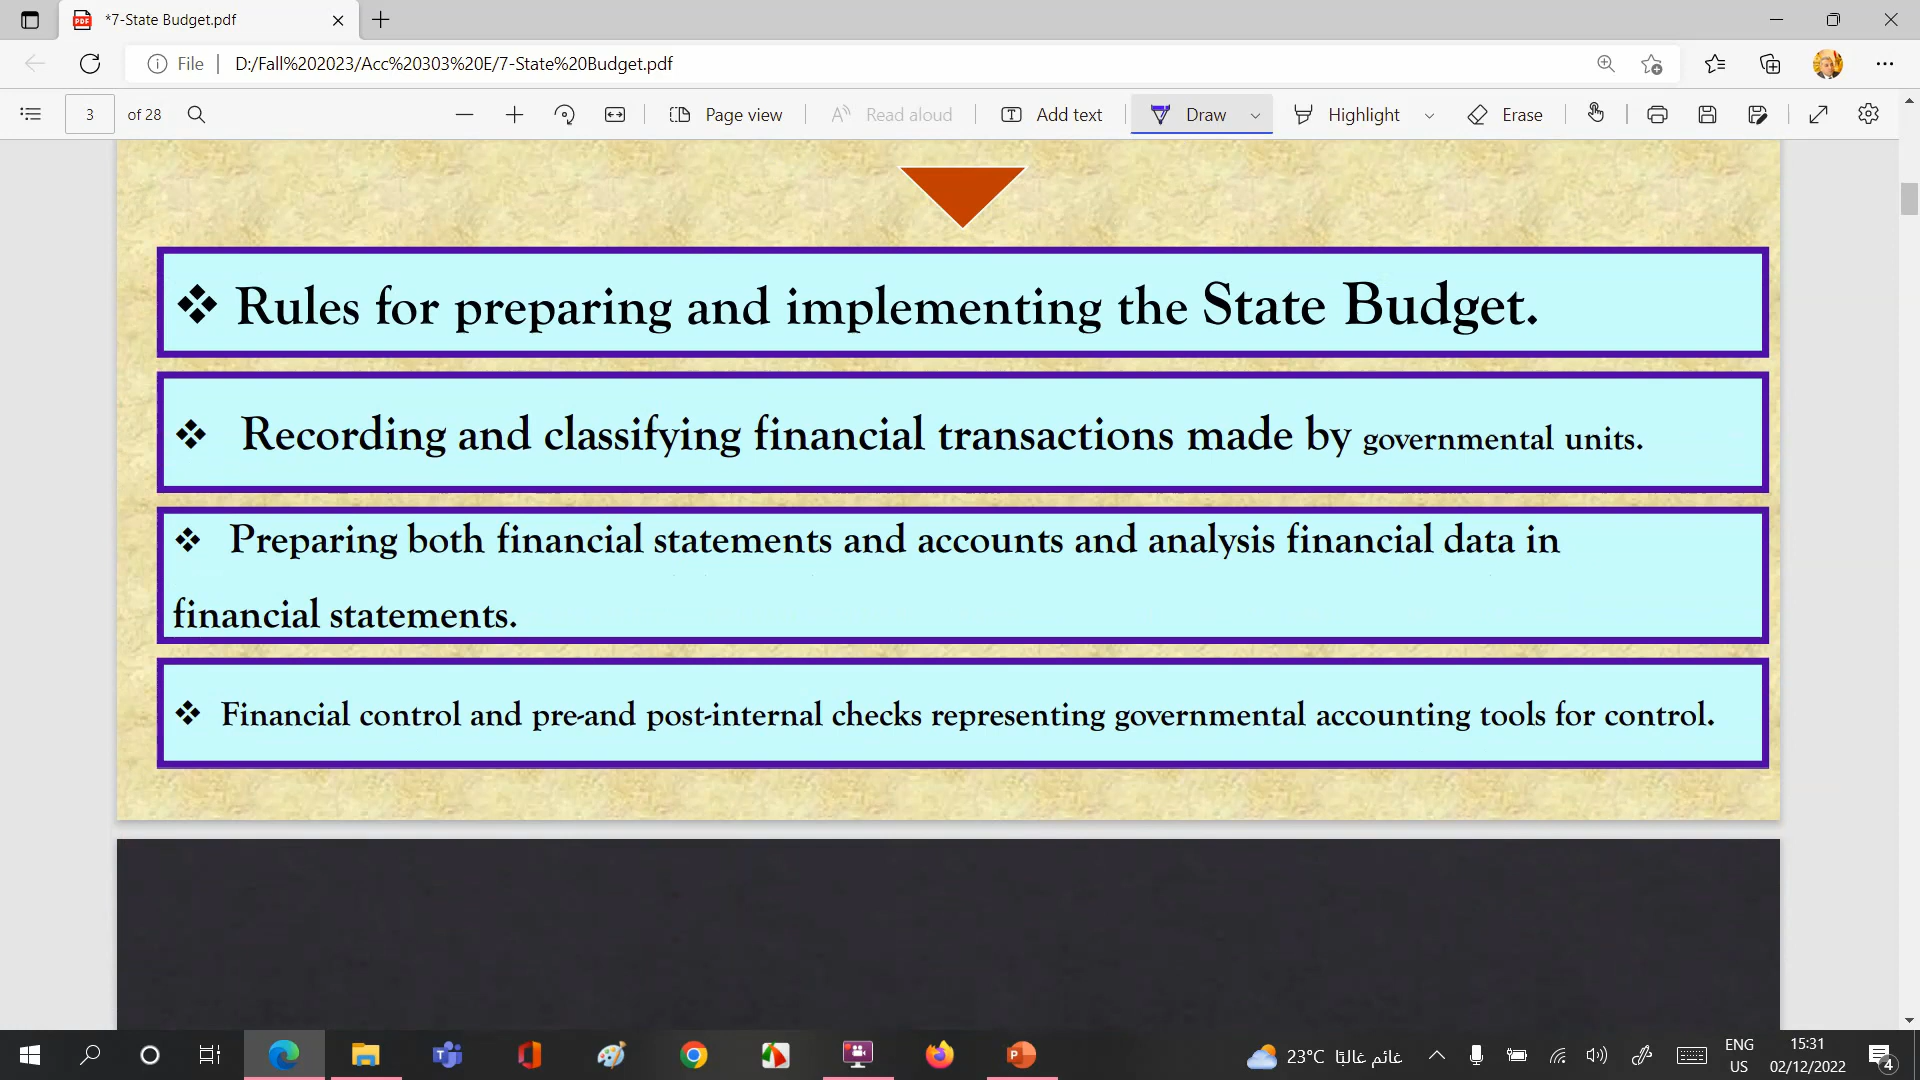 *7-State Budget.pdf
File
D:/Fall%202023/Acc%20303%20E/7-State%20Budget.pdf
3 of 28
Page view
Read aloud
Add text
Draw
Highlight
Erase
❖ Rules for preparing and implementing the State Budget.
❖ Recording and classifying financial transactions made by governmental units.
❖ Preparing both financial statements and accounts and analysis financial data in
financial statements.
❖ Financial control and pre-and post-internal checks representing governmental accounting tools for control.
23°C غائم غالبًا
ENG
US
15:31
02/12/2022
4